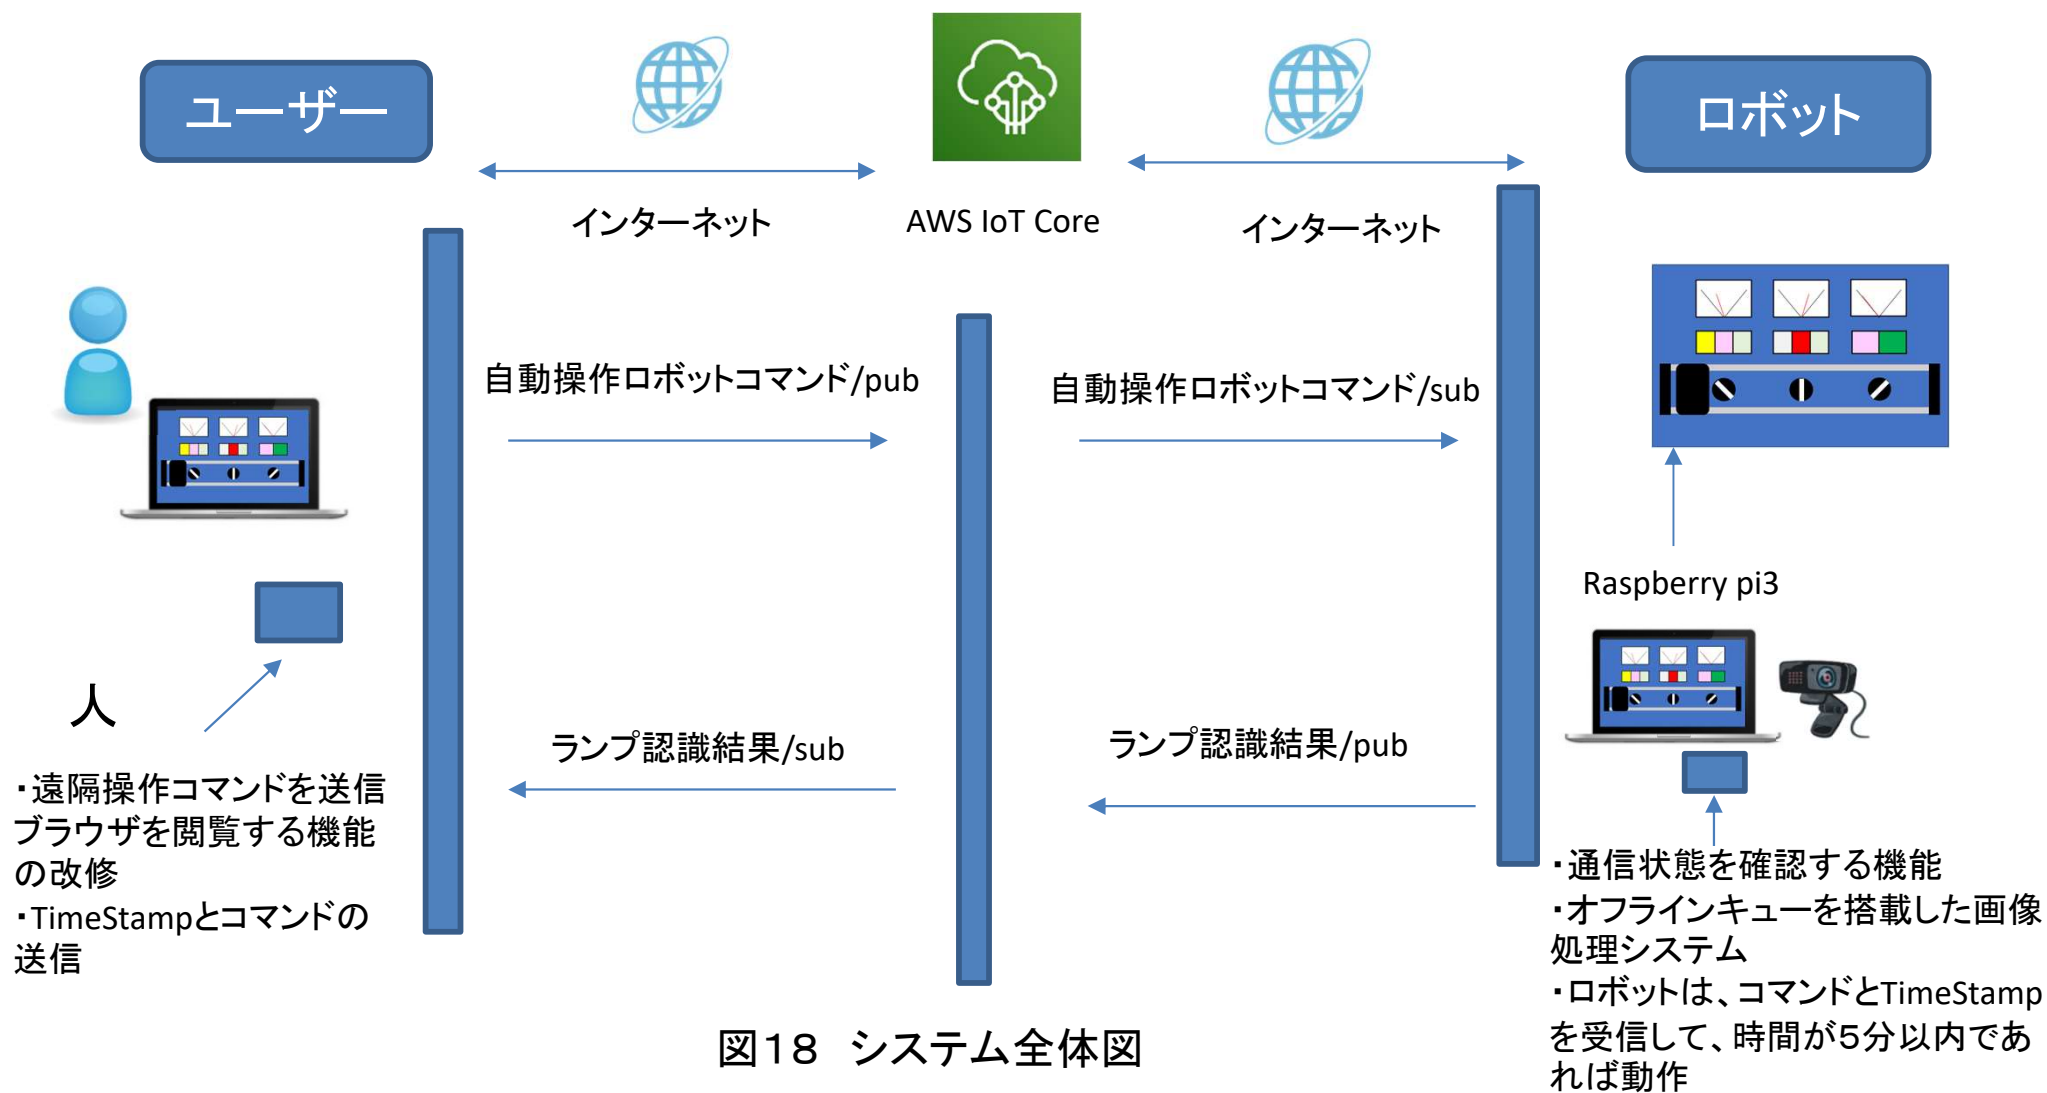 ユーザー
ロボット
インターネット
AWS IoT Core
インターネット
自動操作ロボットコマンド/pub
自動操作ロボットコマンド/sub
Raspberry pi3
人
ランプ認識結果/sub
ランプ認識結果/pub
・遠隔操作コマンドを送信
ブラウザを閲覧する機能
の改修
・TimeStampとコマンドの
送信
・通信状態を確認する機能
・オフラインキューを搭載した画像
処理システム
・ロボットは、コマンドとTimeStamp
を受信して、時間が５分以内であ
れば動作
図１８　システム全体図